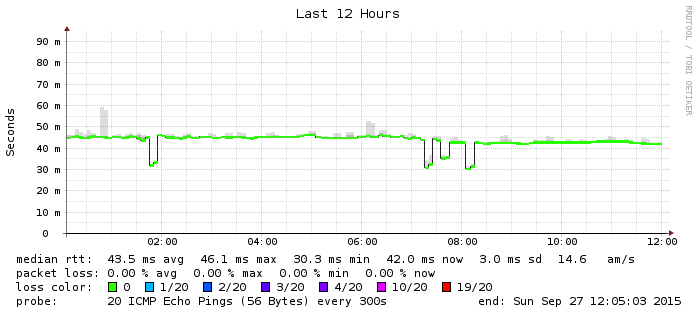 Last 12 Hours
RRDTOOL / TOBI OETIKER
Seconds
90 m
80 m
70 m
60 m
50 m
40 m
30 m
20 m
10 m
0
02:00 04:00 06:00 08:00 10:00 12:00
median rtt: 43.5 ms avg 46.1 ms max 30.3 ms min 42.0 ms now 3.0 ms sd 14.6 am/s
packet loss: 0.00 % avg 0.00 % max 0.00 % min 0.00 % now
loss color: 0 1/20 2/20 3/20 4/20 10/20 19/20
probe: 20 ICMP Echo Pings (56 Bytes) every 300s end: Sun Sep 27 12:05:03 2015